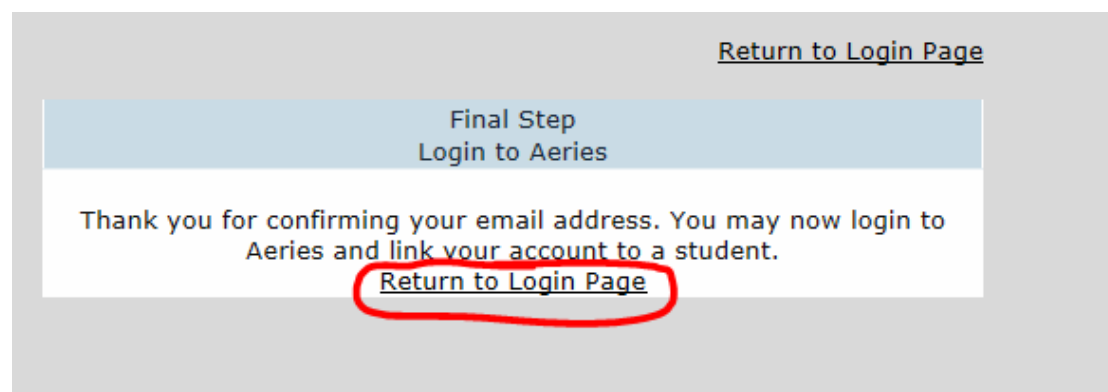 Return to Login Page
Final Step
Login to Aeries
Thank you for confirming your email address. You may now login to
Aeries and link your account to a student.
Return to Login Page